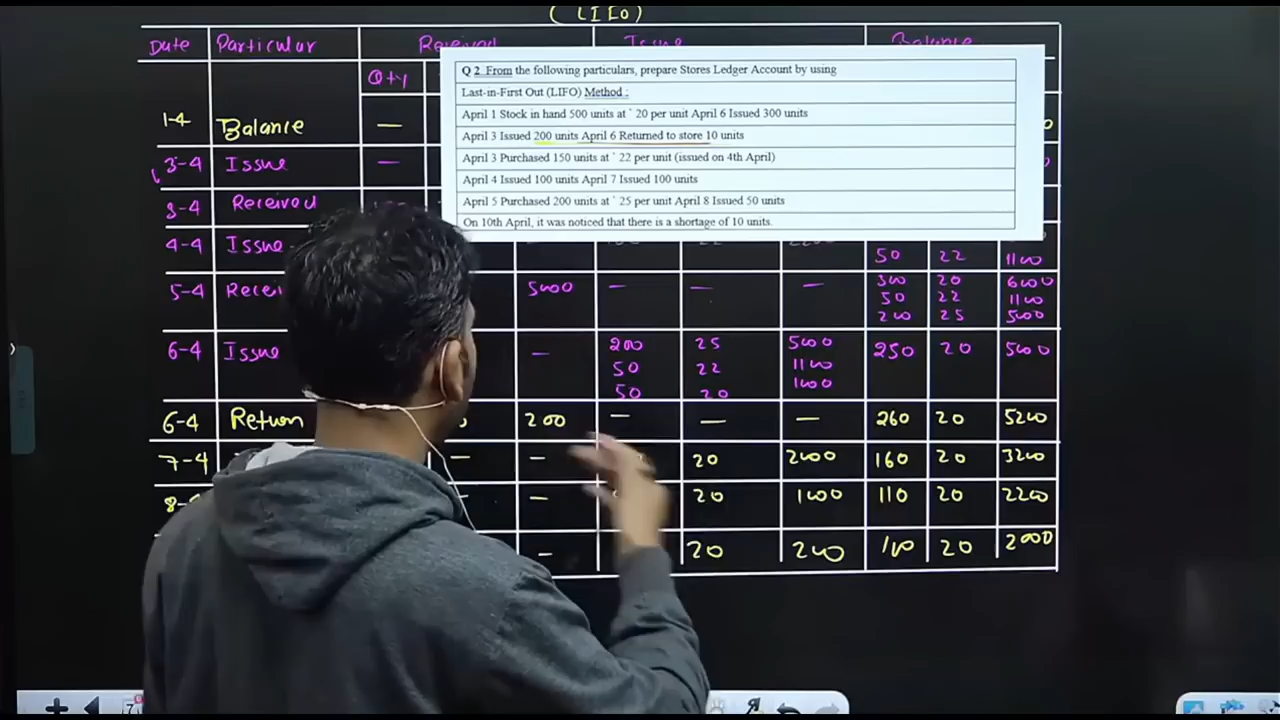 (LIFO)
Date Particular Received Issue Balance
Qty
1-4 Balance —
3-4 Issue —
3-4 Received
4-4 Issue
50 22 1100
5-4 Recei 5000 — — — 300 20 6000
50 22 1100
200 25 5000
6-4 Issue — 200 25 5000 250 20 5000
50 22 1100
50 20 1000
6-4 Return 200 — — — 260 20 5200
7-4 — — 20 2000 160 20 3200
8- — 20 1000 110 20 2200
— 20 200 100 20 2000
Q 2 From the following particulars, prepare Stores Ledger Account by using
Last-in-First Out (LIFO) Method :
April 1 Stock in hand 500 units at ` 20 per unit April 6 Issued 300 units
April 3 Issued 200 units April 6 Returned to store 10 units
April 3 Purchased 150 units at ` 22 per unit (issued on 4th April)
April 4 Issued 100 units April 7 Issued 100 units
April 5 Purchased 200 units at ` 25 per unit April 8 Issued 50 units
On 10th April, it was noticed that there is a shortage of 10 units.